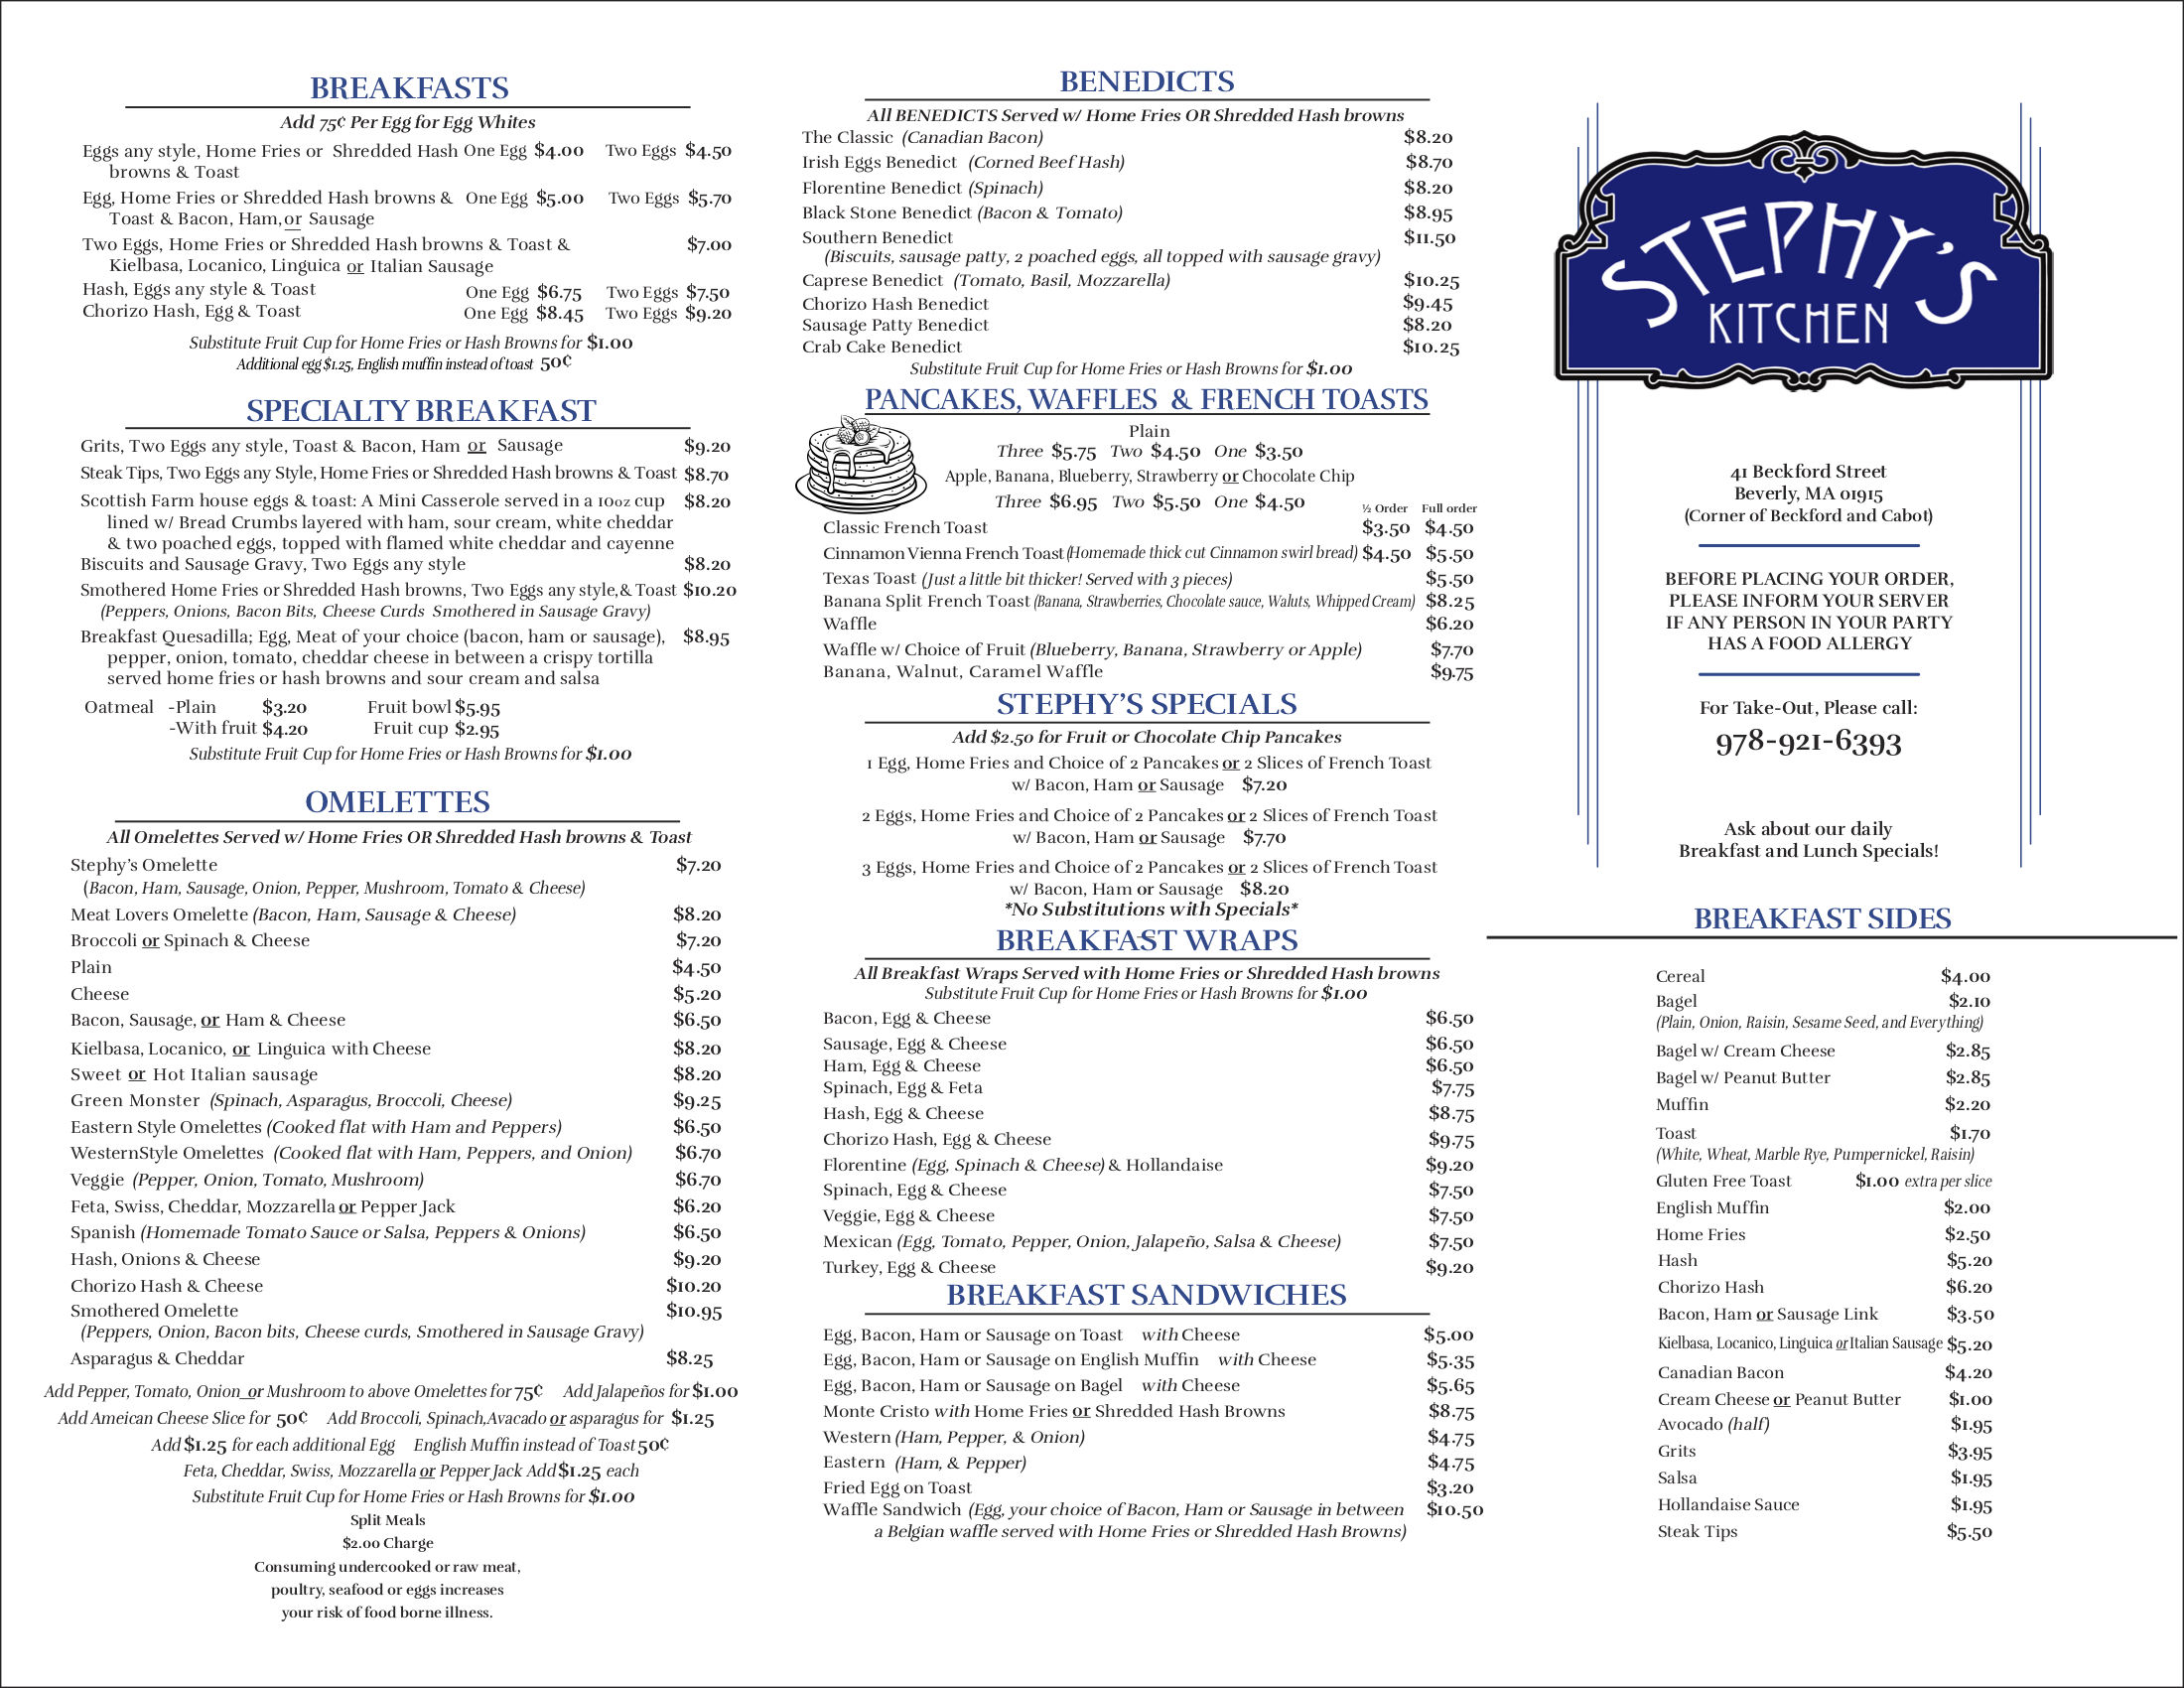 BREAKFASTS
Add 75¢ Per Egg for Egg Whites
Eggs any style, Home Fries or Shredded Hash One Egg $4.00 Two Eggs $4.50
browns & Toast
Egg, Home Fries or Shredded Hash browns & One Egg $5.00 Two Eggs $5.70
Toast & Bacon, Ham, or Sausage
Two Eggs, Home Fries or Shredded Hash browns & Toast & $7.00
Kielbasa, Locanico, Linguica or Italian Sausage
Hash, Eggs any style & Toast One Egg $6.75 Two Eggs $7.50
Chorizo Hash, Egg & Toast One Egg $8.45 Two Eggs $9.20
Substitute Fruit Cup for Home Fries or Hash Browns for $1.00
Additional egg $1.25, English muffin instead of toast 50¢
SPECIALTY BREAKFAST
Grits, Two Eggs any style, Toast & Bacon, Ham or Sausage $9.20
Steak Tips, Two Eggs any Style, Home Fries or Shredded Hash browns & Toast $8.70
Scottish Farm house eggs & toast: A Mini Casserole served in a 10oz cup $8.20
lined w/ Bread Crumbs layered with ham, sour cream, white cheddar
& two poached eggs, topped with flamed white cheddar and cayenne
Biscuits and Sausage Gravy, Two Eggs any style $8.20
Smothered Home Fries or Shredded Hash browns, Two Eggs any style,& Toast $10.20
(Peppers, Onions, Bacon Bits, Cheese Curds Smothered in Sausage Gravy)
Breakfast Quesadilla; Egg, Meat of your choice (bacon, ham or sausage), $8.95
pepper, onion, tomato, cheddar cheese in between a crispy tortilla
served home fries or hash browns and sour cream and salsa
Oatmeal -Plain $3.20 Fruit bowl $5.95
-With fruit $4.20 Fruit cup $2.95
Substitute Fruit Cup for Home Fries or Hash Browns for $1.00
OMELETTES
All Omelettes Served w/ Home Fries OR Shredded Hash browns & Toast
Stephy's Omelette $7.20
(Bacon, Ham, Sausage, Onion, Pepper, Mushroom, Tomato & Cheese)
Meat Lovers Omelette (Bacon, Ham, Sausage & Cheese) $8.20
Broccoli or Spinach & Cheese $7.20
Plain $4.50
Cheese $5.20
Bacon, Sausage, or Ham & Cheese $6.50
Kielbasa, Locanico, or Linguica with Cheese $8.20
Sweet or Hot Italian sausage $8.20
Green Monster (Spinach, Asparagus, Broccoli, Cheese) $9.25
Eastern Style Omelettes (Cooked flat with Ham and Peppers) $6.50
WesternStyle Omelettes (Cooked flat with Ham, Peppers, and Onion) $6.70
Veggie (Pepper, Onion, Tomato, Mushroom) $6.70
Feta, Swiss, Cheddar, Mozzarella or Pepper Jack $6.20
Spanish (Homemade Tomato Sauce or Salsa, Peppers & Onions) $6.50
Hash, Onions & Cheese $9.20
Chorizo Hash & Cheese $10.20
Smothered Omelette $10.95
(Peppers, Onion, Bacon bits, Cheese curds, Smothered in Sausage Gravy)
Asparagus & Cheddar $8.25
Add Pepper, Tomato, Onion or Mushroom to above Omelettes for 75¢ Add Jalapeños for $1.00
Add Ameican Cheese Slice for 50¢ Add Broccoli, Spinach,Avacado or asparagus for $1.25
Add $1.25 for each additional Egg English Muffin instead of Toast 50¢
Feta, Cheddar, Swiss, Mozzarella or Pepper Jack Add $1.25 each
Substitute Fruit Cup for Home Fries or Hash Browns for $1.00
Split Meals
$2.00 Charge
Consuming undercooked or raw meat,
poultry, seafood or eggs increases
your risk of food borne illness.
BENEDICTS
All BENEDICTS Served w/ Home Fries OR Shredded Hash browns
The Classic (Canadian Bacon) $8.20
Irish Eggs Benedict (Corned Beef Hash) $8.70
Florentine Benedict (Spinach) $8.20
Black Stone Benedict (Bacon & Tomato) $8.95
Southern Benedict $11.50
(Biscuits, sausage patty, 2 poached eggs, all topped with sausage gravy)
Caprese Benedict (Tomato, Basil, Mozzarella) $10.25
Chorizo Hash Benedict $9.45
Sausage Patty Benedict $8.20
Crab Cake Benedict $10.25
Substitute Fruit Cup for Home Fries or Hash Browns for $1.00
PANCAKES, WAFFLES & FRENCH TOASTS
Plain
Three $5.75 Two $4.50 One $3.50
Apple, Banana, Blueberry, Strawberry or Chocolate Chip
Three $6.95 Two $5.50 One $4.50
½ Order Full order
Classic French Toast $3.50 $4.50
Cinnamon Vienna French Toast (Homemade thick cut Cinnamon swirl bread) $4.50 $5.50
Texas Toast (Just a little bit thicker! Served with 3 pieces) $5.50
Banana Split French Toast (Banana, Strawberries, Chocolate sauce, Waluts, Whipped Cream) $8.25
Waffle $6.20
Waffle w/ Choice of Fruit (Blueberry, Banana, Strawberry or Apple) $7.70
Banana, Walnut, Caramel Waffle $9.75
STEPHY'S SPECIALS
Add $2.50 for Fruit or Chocolate Chip Pancakes
1 Egg, Home Fries and Choice of 2 Pancakes or 2 Slices of French Toast
w/ Bacon, Ham or Sausage $7.20
2 Eggs, Home Fries and Choice of 2 Pancakes or 2 Slices of French Toast
w/ Bacon, Ham or Sausage $7.70
3 Eggs, Home Fries and Choice of 2 Pancakes or 2 Slices of French Toast
w/ Bacon, Ham or Sausage $8.20
*No Substitutions with Specials*
BREAKFAST WRAPS
All Breakfast Wraps Served with Home Fries or Shredded Hash browns
Substitute Fruit Cup for Home Fries or Hash Browns for $1.00
Bacon, Egg & Cheese $6.50
Sausage, Egg & Cheese $6.50
Ham, Egg & Cheese $6.50
Spinach, Egg & Feta $7.75
Hash, Egg & Cheese $8.75
Chorizo Hash, Egg & Cheese $9.75
Florentine (Egg, Spinach & Cheese) & Hollandaise $9.20
Spinach, Egg & Cheese $7.50
Veggie, Egg & Cheese $7.50
Mexican (Egg, Tomato, Pepper, Onion, Jalapeño, Salsa & Cheese) $7.50
Turkey, Egg & Cheese $9.20
BREAKFAST SANDWICHES
Egg, Bacon, Ham or Sausage on Toast with Cheese $5.00
Egg, Bacon, Ham or Sausage on English Muffin with Cheese $5.35
Egg, Bacon, Ham or Sausage on Bagel with Cheese $5.65
Monte Cristo with Home Fries or Shredded Hash Browns $8.75
Western (Ham, Pepper, & Onion) $4.75
Eastern (Ham, & Pepper) $4.75
Fried Egg on Toast $3.20
Waffle Sandwich (Egg, your choice of Bacon, Ham or Sausage in between $10.50
a Belgian waffle served with Home Fries or Shredded Hash Browns)
STEPHY'S
KITCHEN
41 Beckford Street
Beverly, MA 01915
(Corner of Beckford and Cabot)
BEFORE PLACING YOUR ORDER,
PLEASE INFORM YOUR SERVER
IF ANY PERSON IN YOUR PARTY
HAS A FOOD ALLERGY
For Take-Out, Please call:
978-921-6393
Ask about our daily
Breakfast and Lunch Specials!
BREAKFAST SIDES
Cereal $4.00
Bagel $2.10
(Plain, Onion, Raisin, Sesame Seed, and Everything)
Bagel w/ Cream Cheese $2.85
Bagel w/ Peanut Butter $2.85
Muffin $2.20
Toast $1.70
(White, Wheat, Marble Rye, Pumpernickel, Raisin)
Gluten Free Toast $1.00 extra per slice
English Muffin $2.00
Home Fries $2.50
Hash $5.20
Chorizo Hash $6.20
Bacon, Ham or Sausage Link $3.50
Kielbasa, Locanico, Linguica or Italian Sausage $5.20
Canadian Bacon $4.20
Cream Cheese or Peanut Butter $1.00
Avocado (half) $1.95
Grits $3.95
Salsa $1.95
Hollandaise Sauce $1.95
Steak Tips $5.50